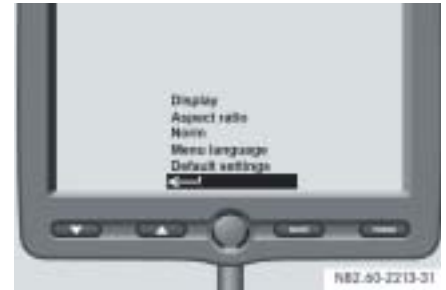 Display
Aspect ratio
Norm
Menu language
Default settings
N82.60-2213-31